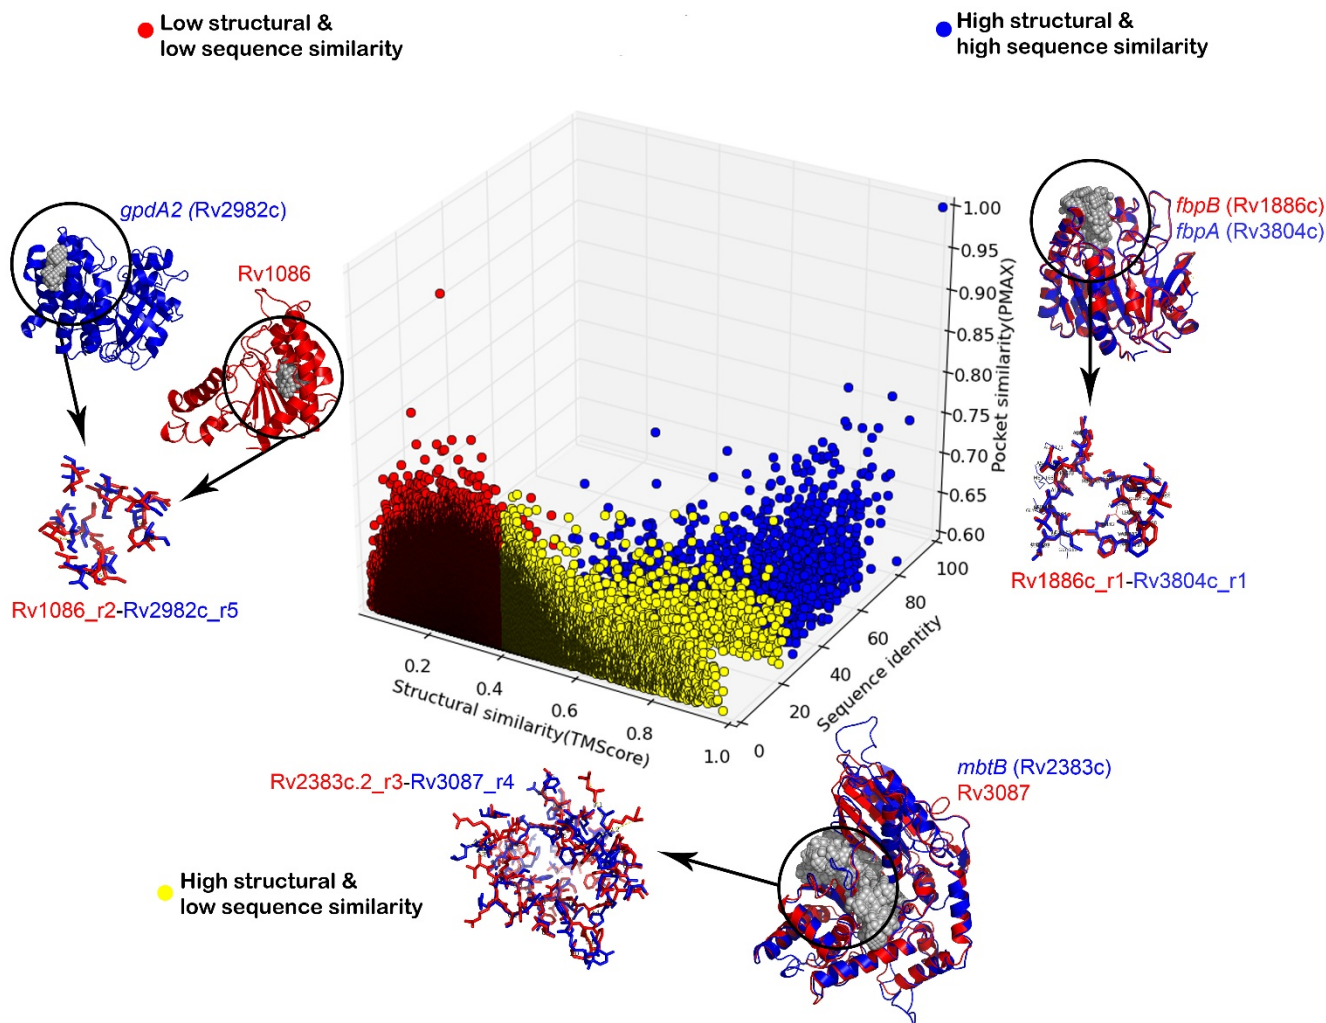 Low structural &
low sequence similarity
High structural &
high sequence similarity
gpdA2 (Rv2982c)
Rv1086
fbpB (Rv1886c)
fbpA (Rv3804c)
1.00
0.95
0.90
0.85
0.80
0.75
0.70
0.65
0.60
Pocket similarity(PMAX)
100
80
60
40
20
0
Sequence identity
0.2
0.4
0.6
0.8
1.0
Structural similarity(TMScore)
Rv1086_r2-Rv2982c_r5
Rv1886c_r1-Rv3804c_r1
Rv2383c.2_r3-Rv3087_r4
mbtB (Rv2383c)
Rv3087
High structural &
low sequence similarity